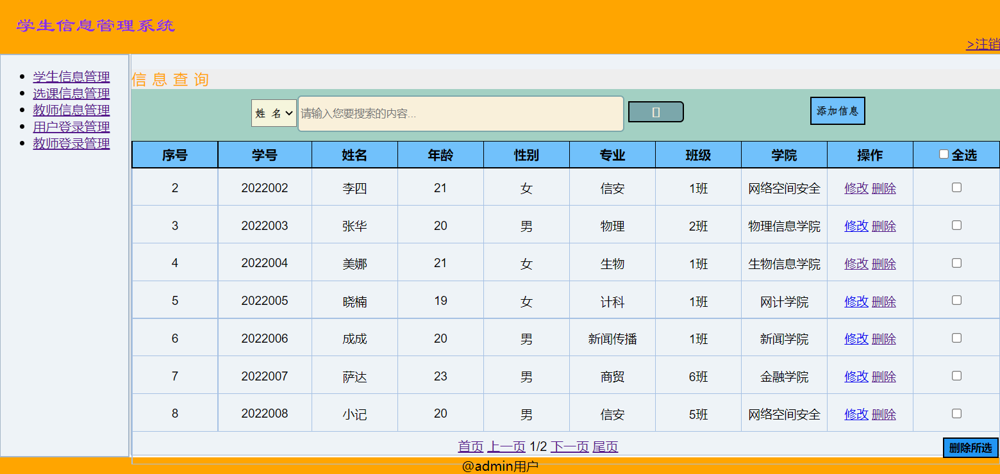 学生信息管理系统
>注销
学生信息管理
选课信息管理
教师信息管理
用户登录管理
教师登录管理
信 息 查 询
姓 名 请输入您要搜索的内容... 添加信息
序号 学号 姓名 年龄 性别 专业 班级 学院 操作 全选
2 2022002 李四 21 女 信安 1班 网络空间安全 修改 删除
3 2022003 张华 20 男 物理 2班 物理信息学院 修改 删除
4 2022004 美娜 21 女 生物 1班 生物信息学院 修改 删除
5 2022005 晓楠 19 女 计科 1班 网计学院 修改 删除
6 2022006 成成 20 男 新闻传播 1班 新闻学院 修改 删除
7 2022007 萨达 23 男 商贸 6班 金融学院 修改 删除
8 2022008 小记 20 男 信安 5班 网络空间安全 修改 删除
首页 上一页 1/2 下一页 尾页 删除所选
@admin用户